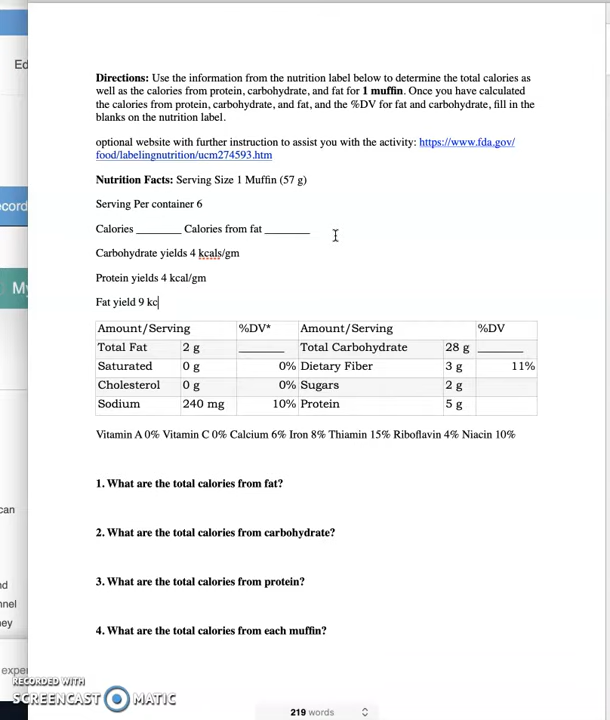 Ed
Directions: Use the information from the nutrition label below to determine the total calories as
well as the calories from protein, carbohydrate, and fat for 1 muffin. Once you have calculated
the calories from protein, carbohydrate, and fat, and the %DV for fat and carbohydrate, fill in the
blanks on the nutrition label.
optional website with further instruction to assist you with the activity: https://www.fda.gov/
food/labelingnutrition/ucm274593.htm
Nutrition Facts: Serving Size 1 Muffin (57 g)
Serving Per container 6
cord
Calories ________ Calories from fat ________
Carbohydrate yields 4 kcals/gm
Protein yields 4 kcal/gm
My
Fat yield 9 kc
Amount/Serving %DV* Amount/Serving %DV
Total Fat 2 g ________ Total Carbohydrate 28 g ________
Saturated 0 g 0% Dietary Fiber 3 g 11%
Cholesterol 0 g 0% Sugars 2 g
Sodium 240 mg 10% Protein 5 g
Vitamin A 0% Vitamin C 0% Calcium 6% Iron 8% Thiamin 15% Riboflavin 4% Niacin 10%
1. What are the total calories from fat?
can
2. What are the total calories from carbohydrate?
3. What are the total calories from protein?
nd
nnel
ney
4. What are the total calories from each muffin?
exper
RECORDED WITH
SCREENCAST MATIC
219 words